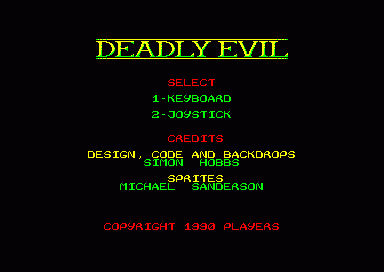 DEADLY EVIL
SELECT
1-KEYBOARD
2-JOYSTICK
CREDITS
DESIGN, CODE AND BACKDROPS
SIMON HOBBS
SPRITES
MICHAEL SANDERSON
COPYRIGHT 1990 PLAYERS